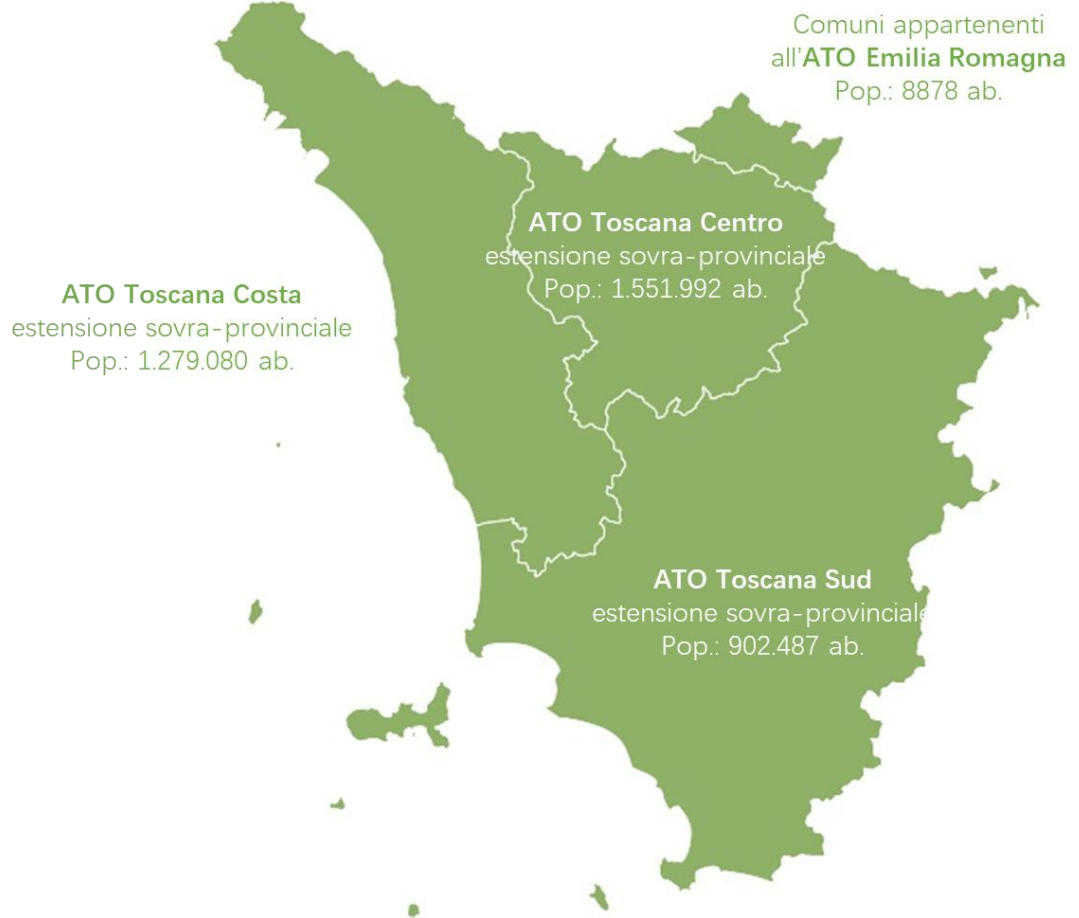 Comuni appartenenti
all'ATO Emilia Romagna
Pop.: 8878 ab.
ATO Toscana Centro
estensione sovra-provinciale
Pop.: 1.551.992 ab.
ATO Toscana Costa
estensione sovra-provinciale
Pop.: 1.279.080 ab.
ATO Toscana Sud
estensione sovra-provinciale
Pop.: 902.487 ab.